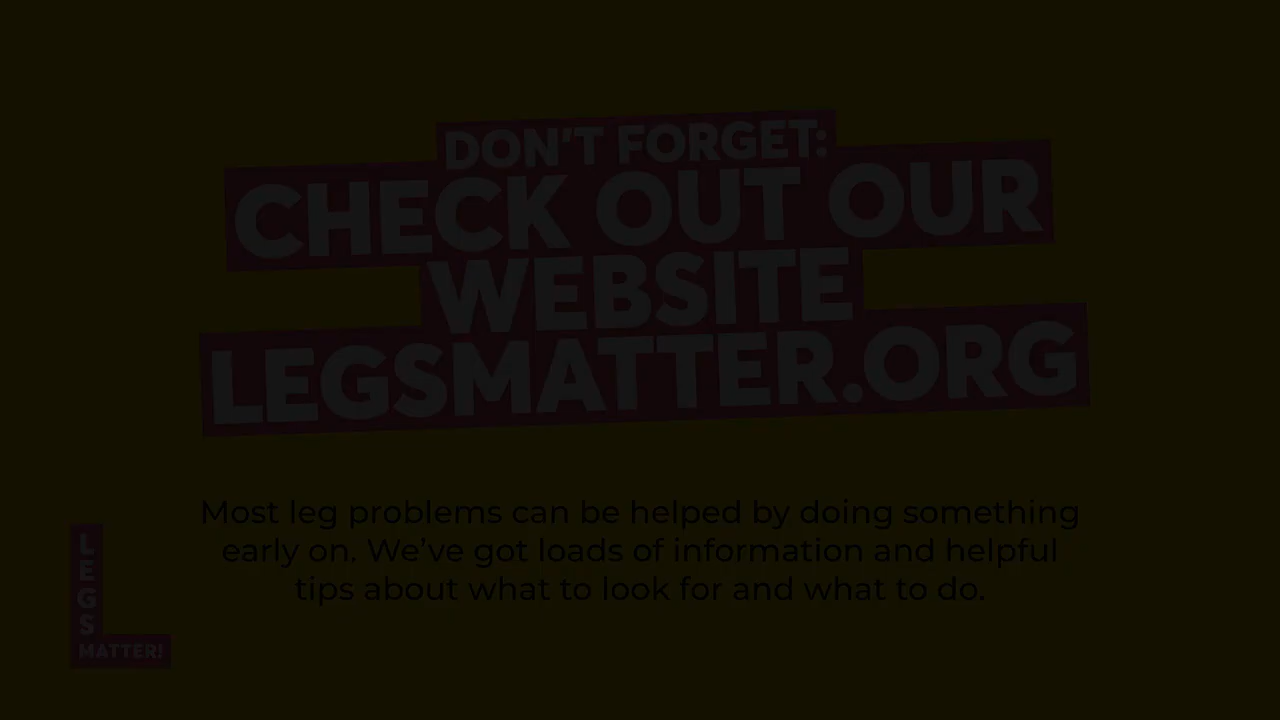 DON'T FORGET:
CHECK OUT OUR
WEBSITE
LEGSMATTER.ORG
Most leg problems can be helped by doing something
early on. We've got loads of information and helpful
tips about what to look for and what to do.
LEGS
MATTER!